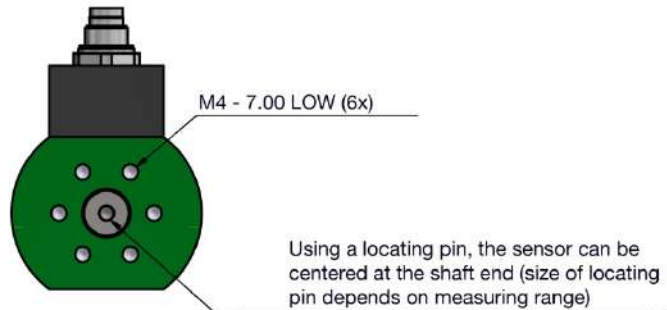 M4 - 7.00 LOW (6x)
Using a locating pin, the sensor can be
centered at the shaft end (size of locating
pin depends on measuring range)